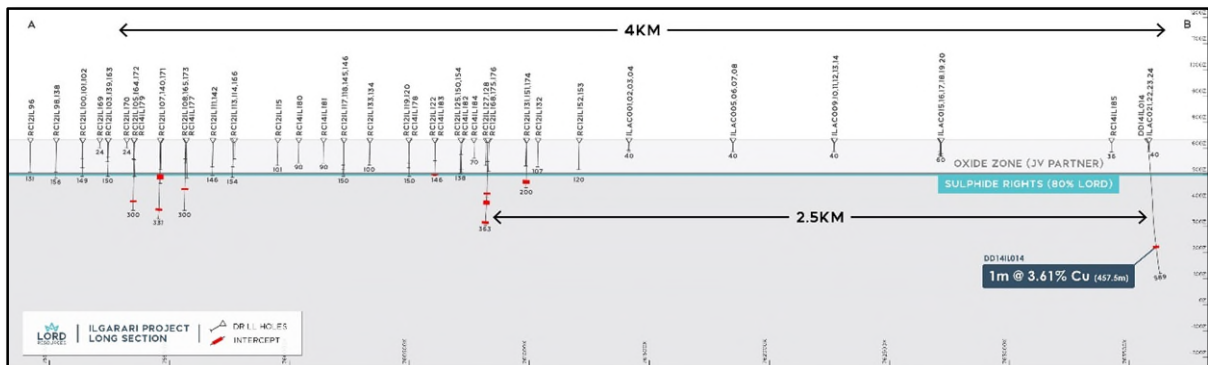 A
4KM
B
RC12IL96
RC12IL98,138
RC12IL100,101,102
RC12IL169
RC12IL103,139,163
RC12IL170
RC12IL105,164,172
RC14IL179
RC12IL107,140,171
RC12IL108,165,173
RC14IL177
RC12IL111,142
RC12IL113,114,166
RC12IL115
RC14IL180
RC14IL181
RC12IL117,118,145,146
RC12IL133,134
RC12IL119,120
RC14IL178
RC12IL122
RC14IL183
RC12IL125,150,154
RC14IL182
RC14IL184
RC12IL127,128
RC12IL168,175,176
RC12IL131,151,174
RC12IL132
RC12IL152,153
ILAC001,02,03,04
ILAC005,06,07,08
ILAC009,10,11,12,13,14
ILAC015,16,17,18,19,20
RC14IL185
DD14IL014
ILAC021,22,23,24
24
24
40
40
40
60
36
40
OXIDE ZONE (JV PARTNER)
101
90
90
100
70
107
151
156
149
150
146
154
150
150
146
138
120
SULPHIDE RIGHTS (80% LORD)
200
300
331
300
363
2.5KM
DD14IL014
1m @ 3.61% Cu (457.5m)
569
LORD
RESOURCES
ILGARARI PROJECT
LONG SECTION
DRILL HOLES
INTERCEPT